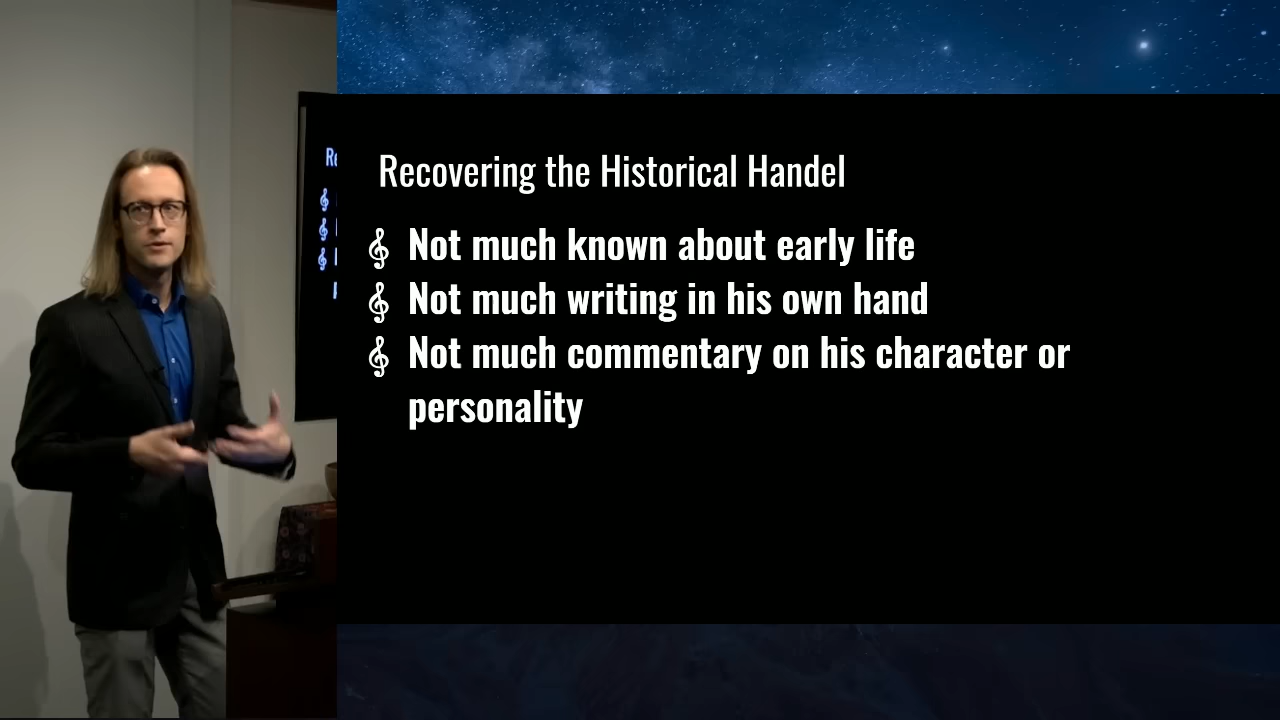 Recovering the Historical Handel
Not much known about early life
Not much writing in his own hand
Not much commentary on his character or
personality
Re